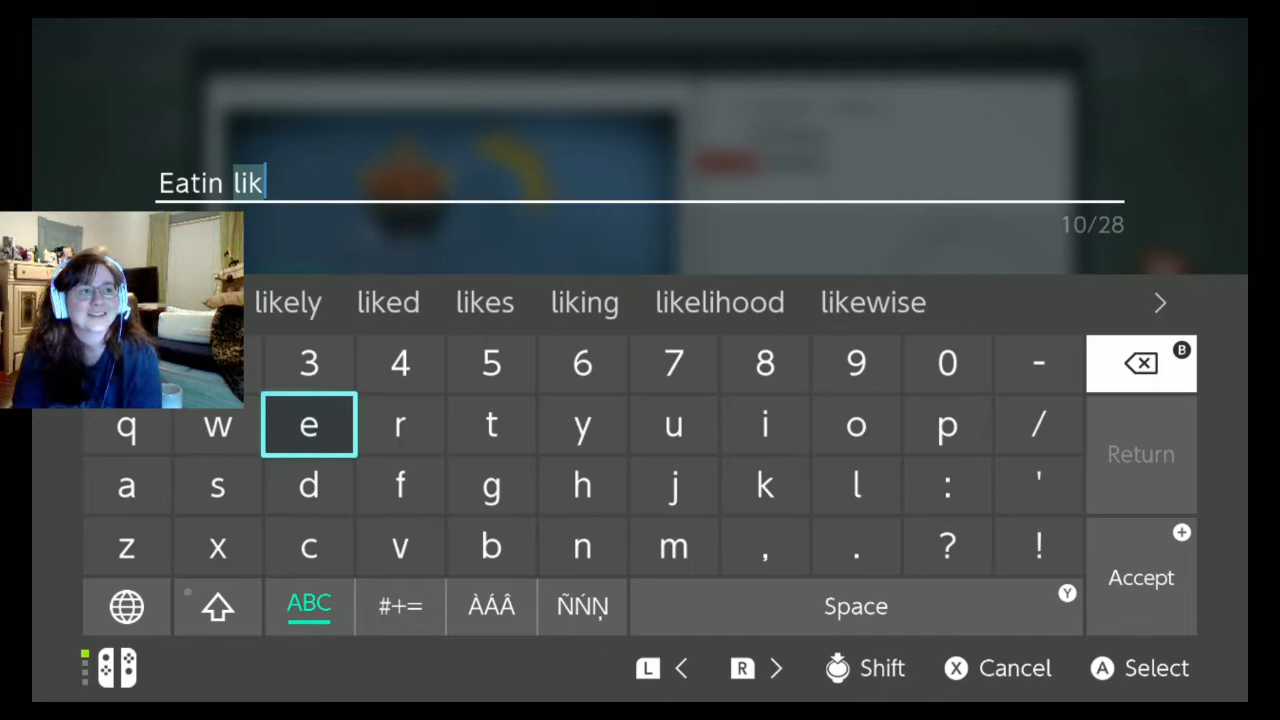 Eatin lik
10/28
likely liked likes liking likelihood likewise >
3 4 5 6 7 8 9 0 - B
q w e r t y u i o p / Return
a s d f g h j k l : '
z x c v b n m , . ? ! + Accept
ABC #+= ÀÁÂ ÑŃŅ Space Y
L < R > Shift X Cancel A Select